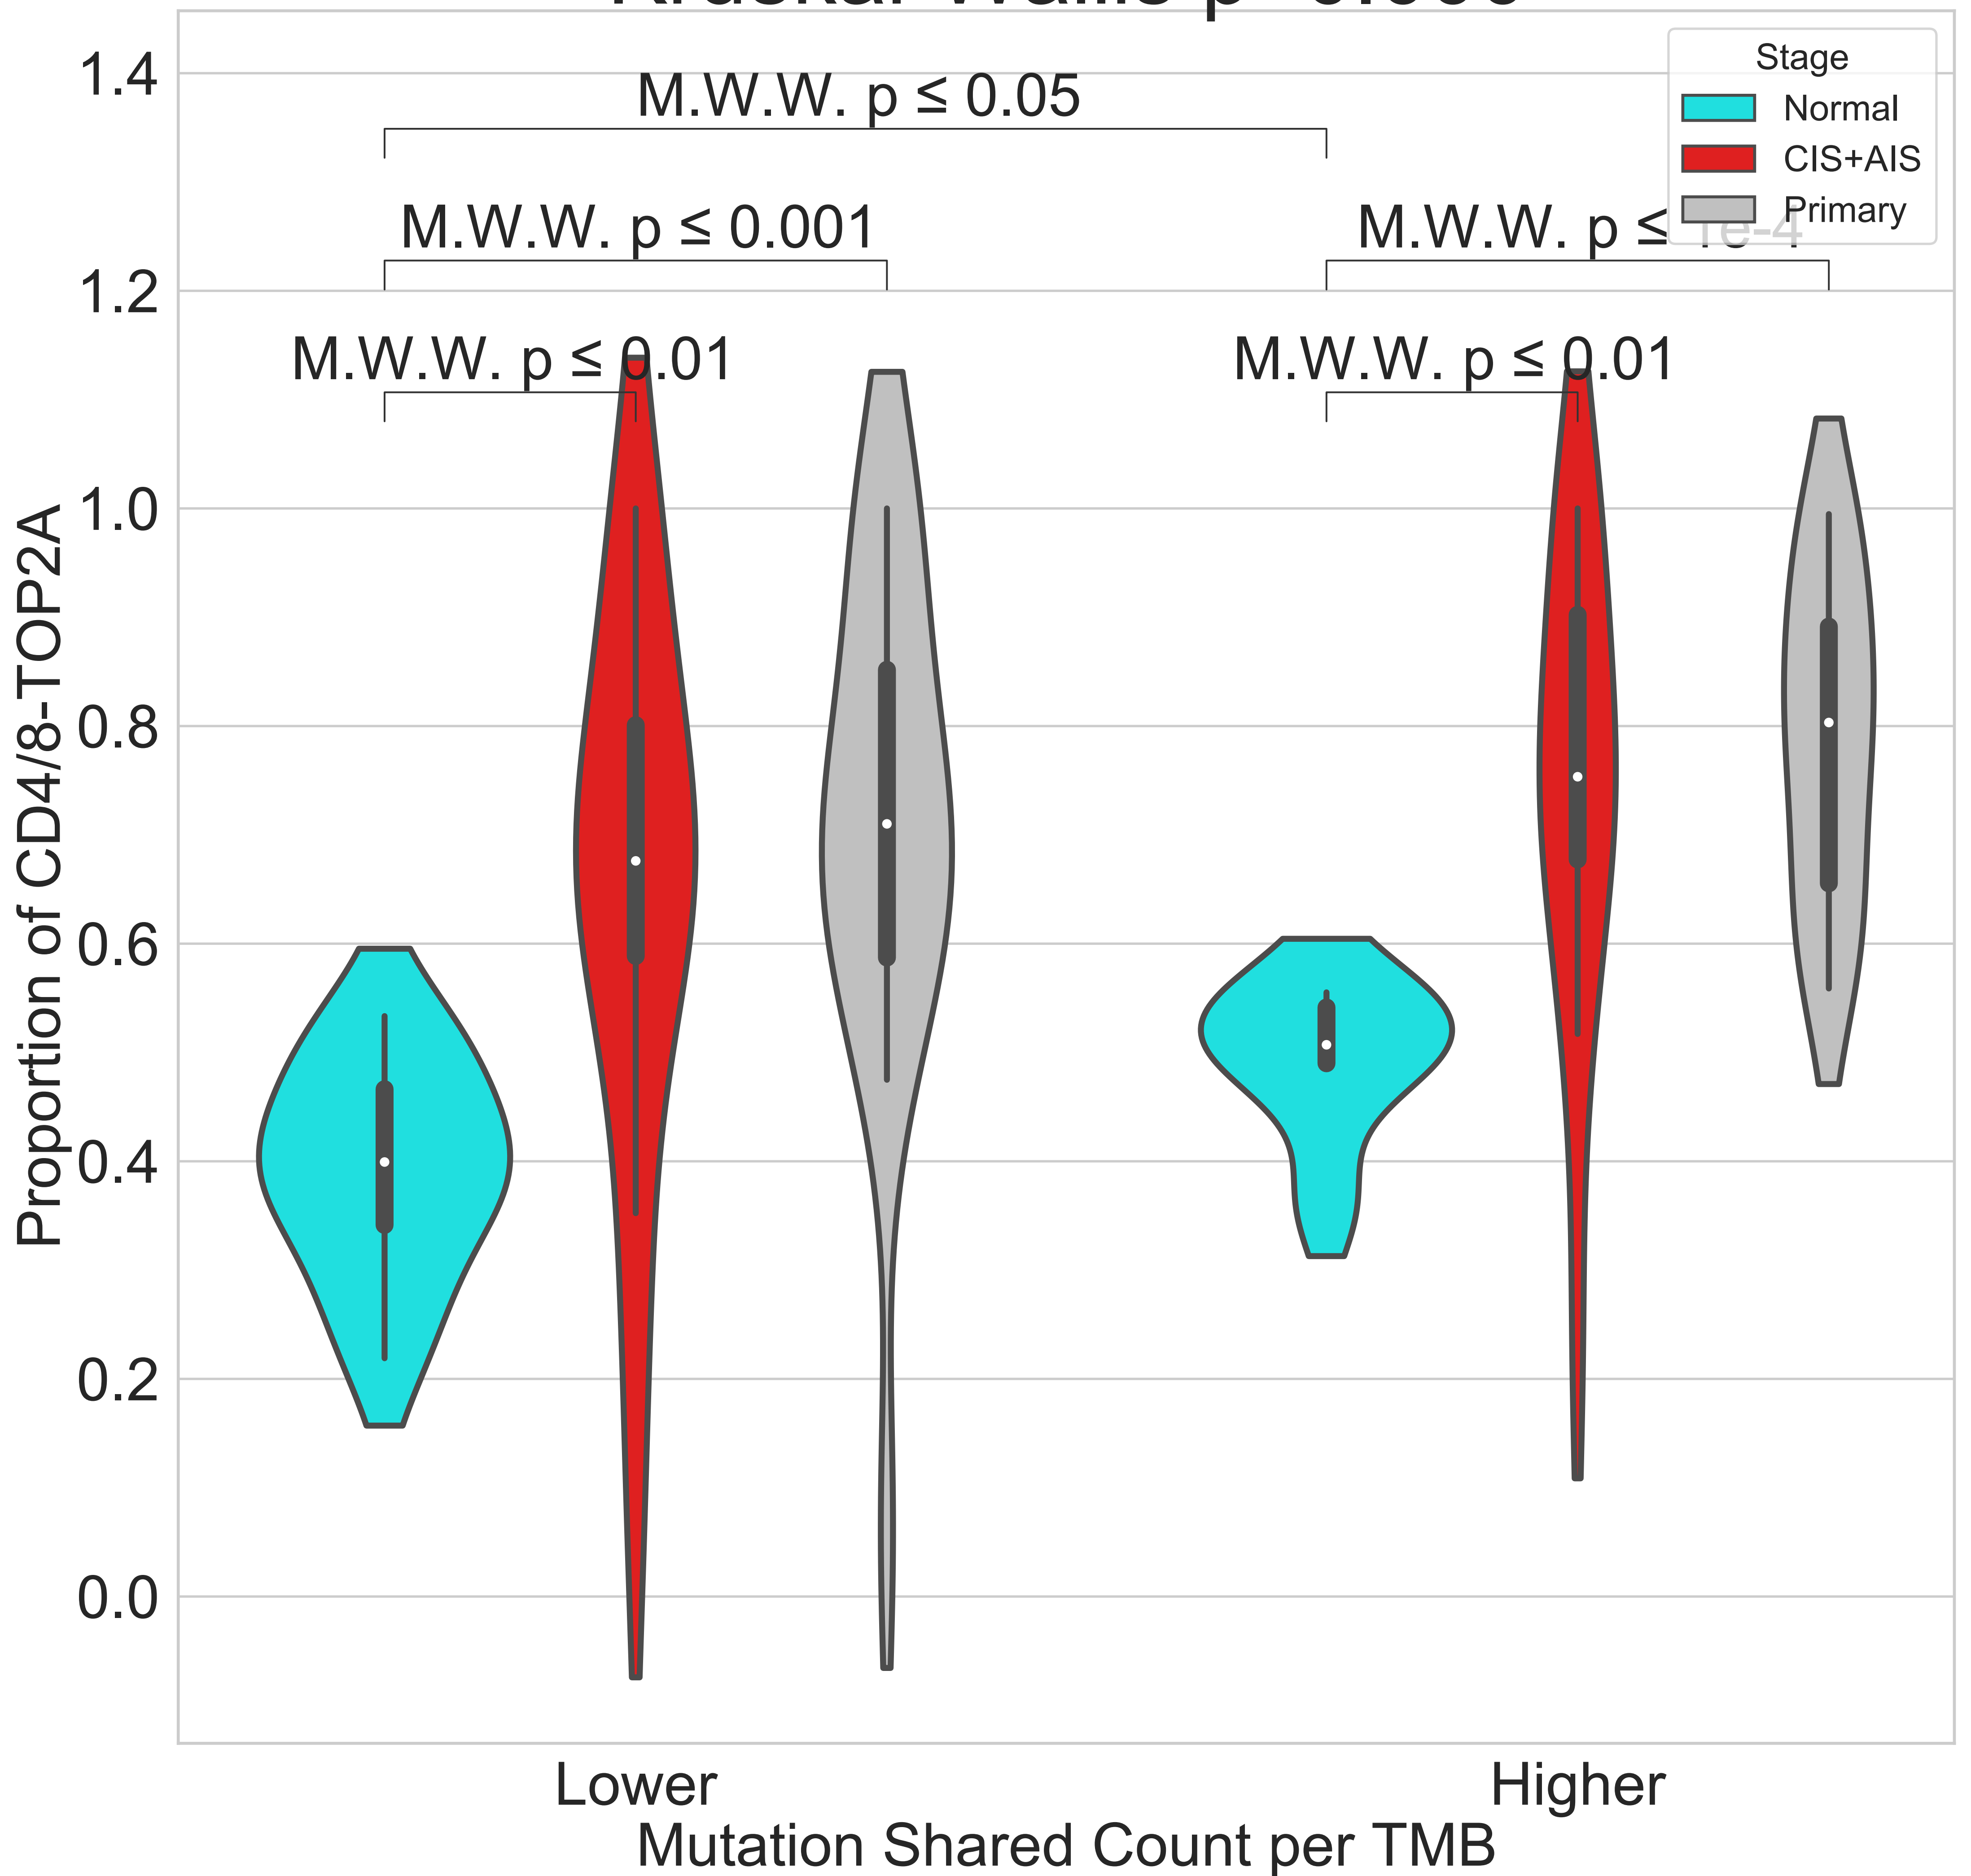 M.W.W. p ≤ 0.05
Stage
Normal
CIS+AIS
Primary
M.W.W. p ≤ 0.001
M.W.W. p ≤ 1e-4
M.W.W. p ≤ 0.01
M.W.W. p ≤ 0.01
1.4
1.2
1.0
0.8
0.6
0.4
0.2
0.0
Proportion of CD4/8-TOP2A
Lower
Higher
Mutation Shared Count per TMB